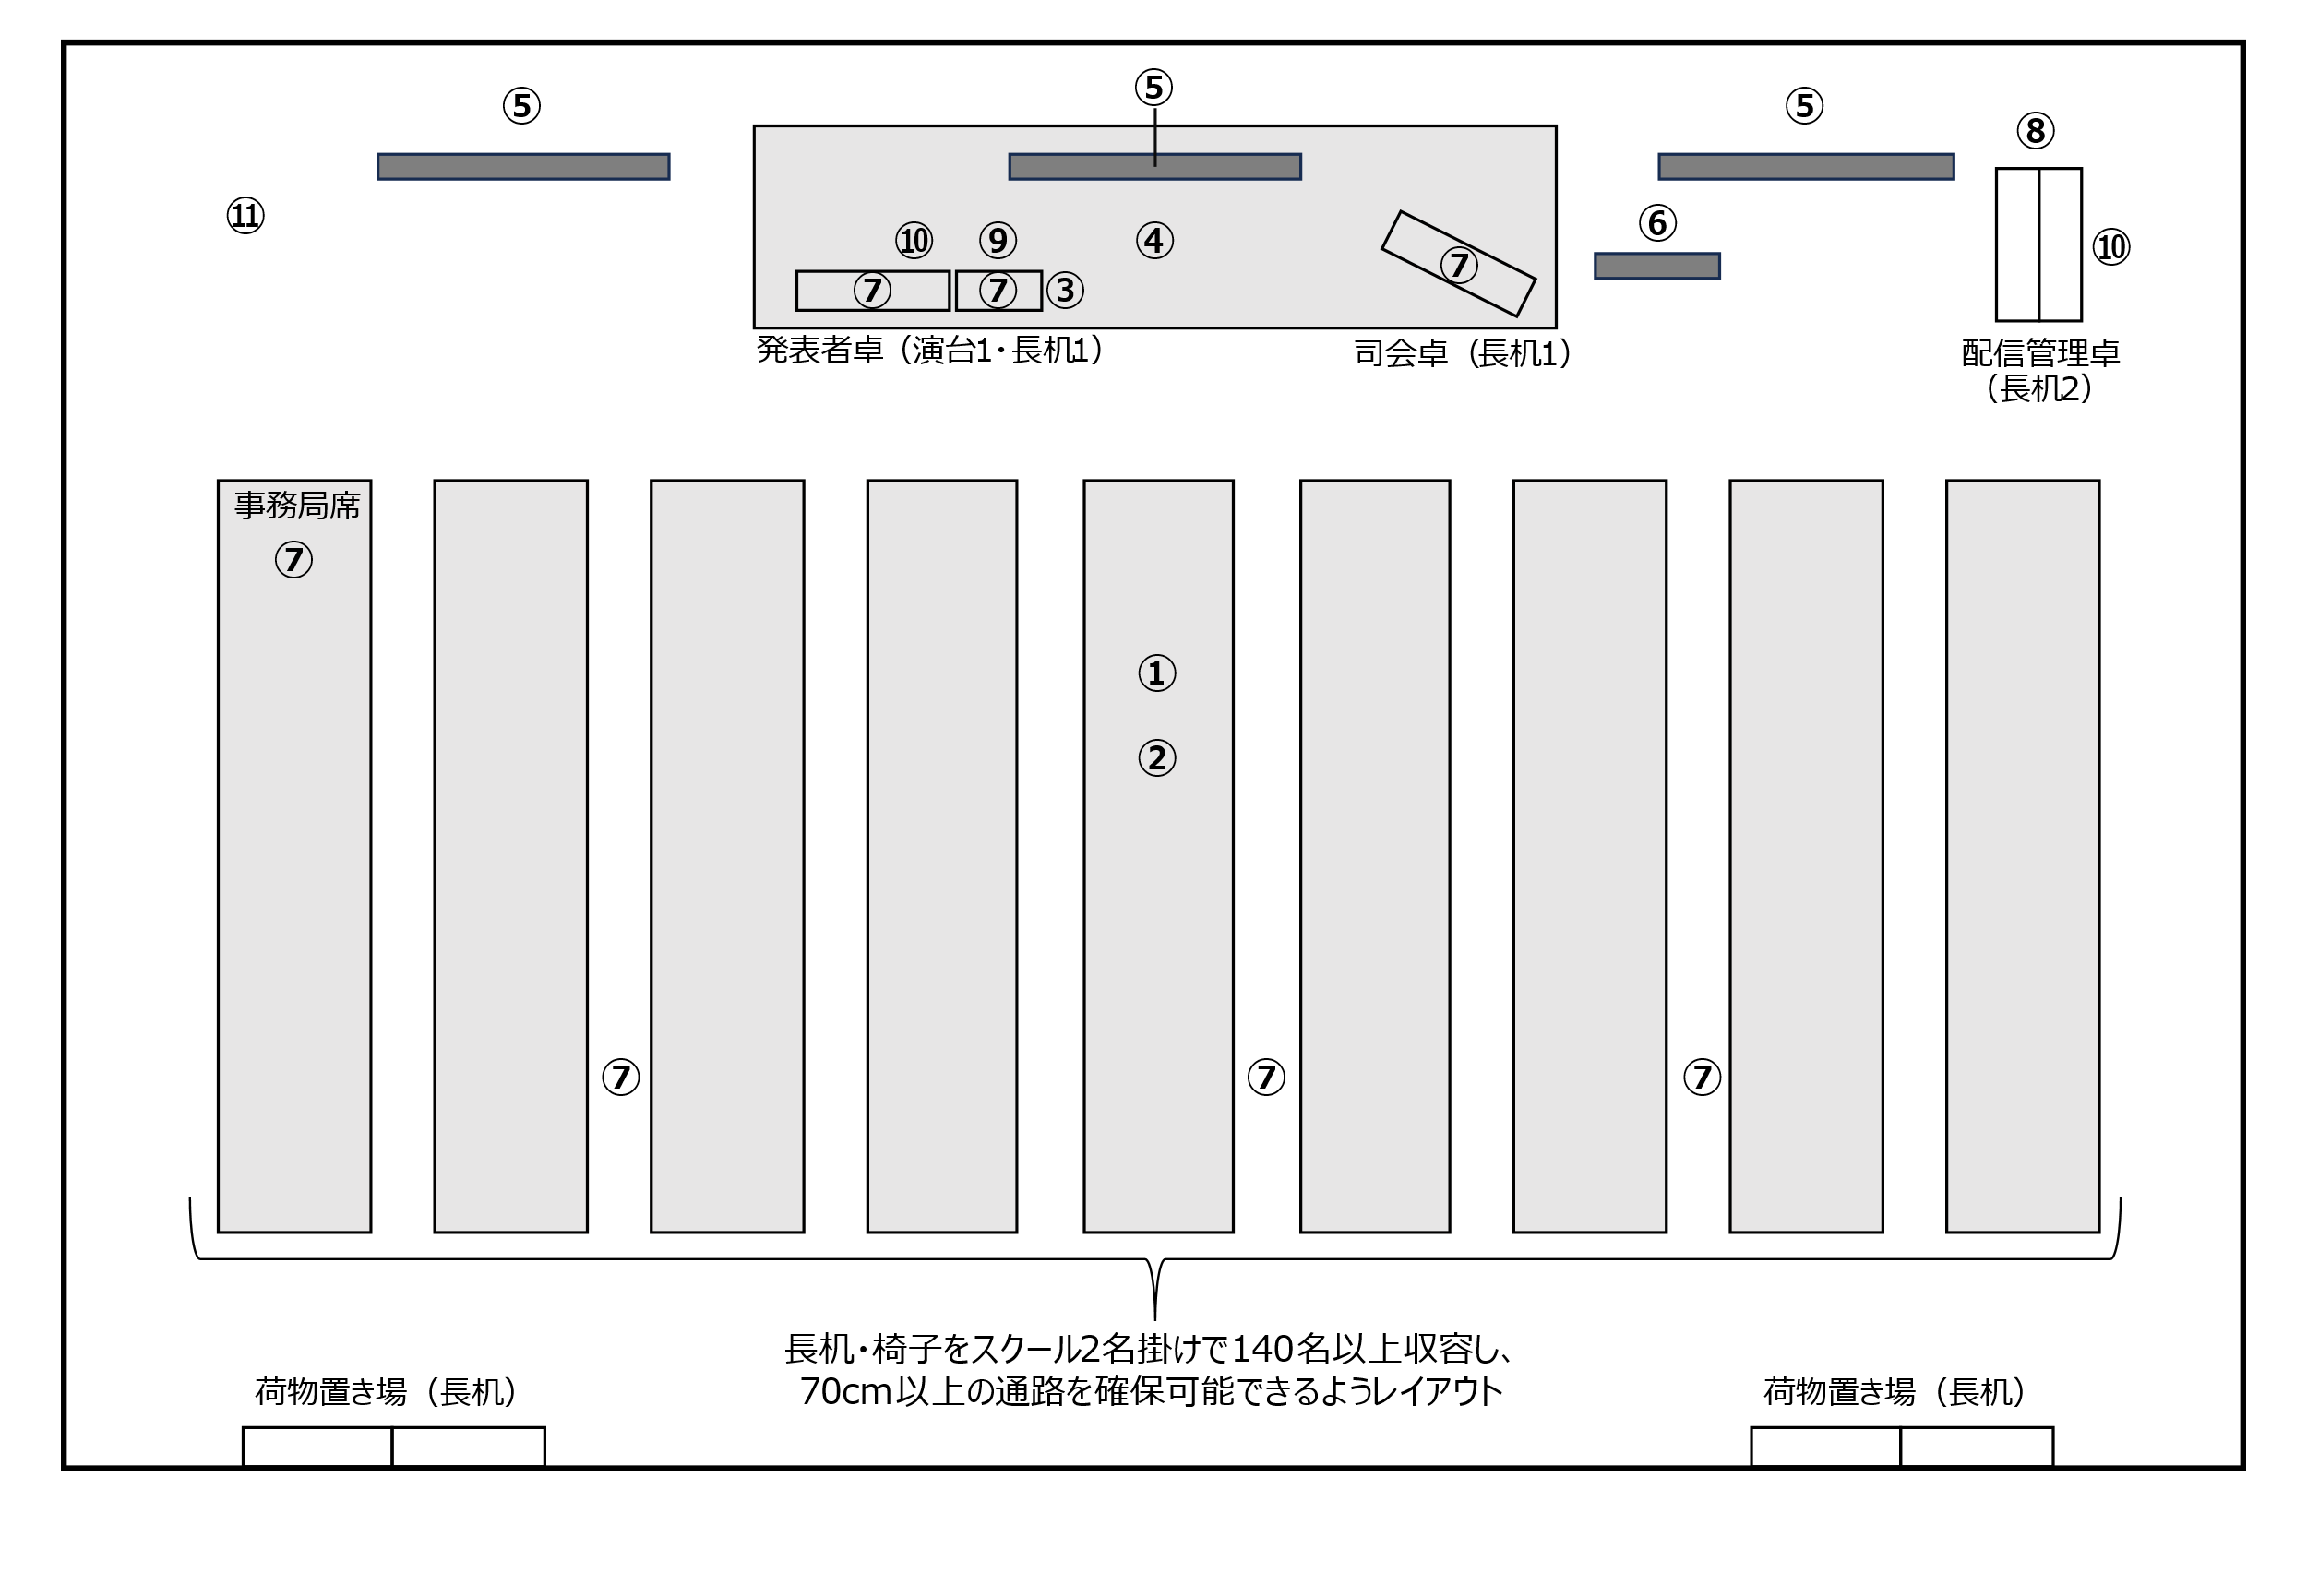 ⑤
⑤
⑤
⑧
⑪
⑥
⑩
⑨
④
⑩
⑦
⑦
③
⑦
発表者卓（演台1・長机1）
司会卓（長机1）
配信管理卓
（長机2）
事務局席
⑦
①
②
⑦
⑦
⑦
長机・椅子をスクール2名掛けで140名以上収容し、
70cm以上の通路を確保可能できるようレイアウト
荷物置き場（長机）
荷物置き場（長机）